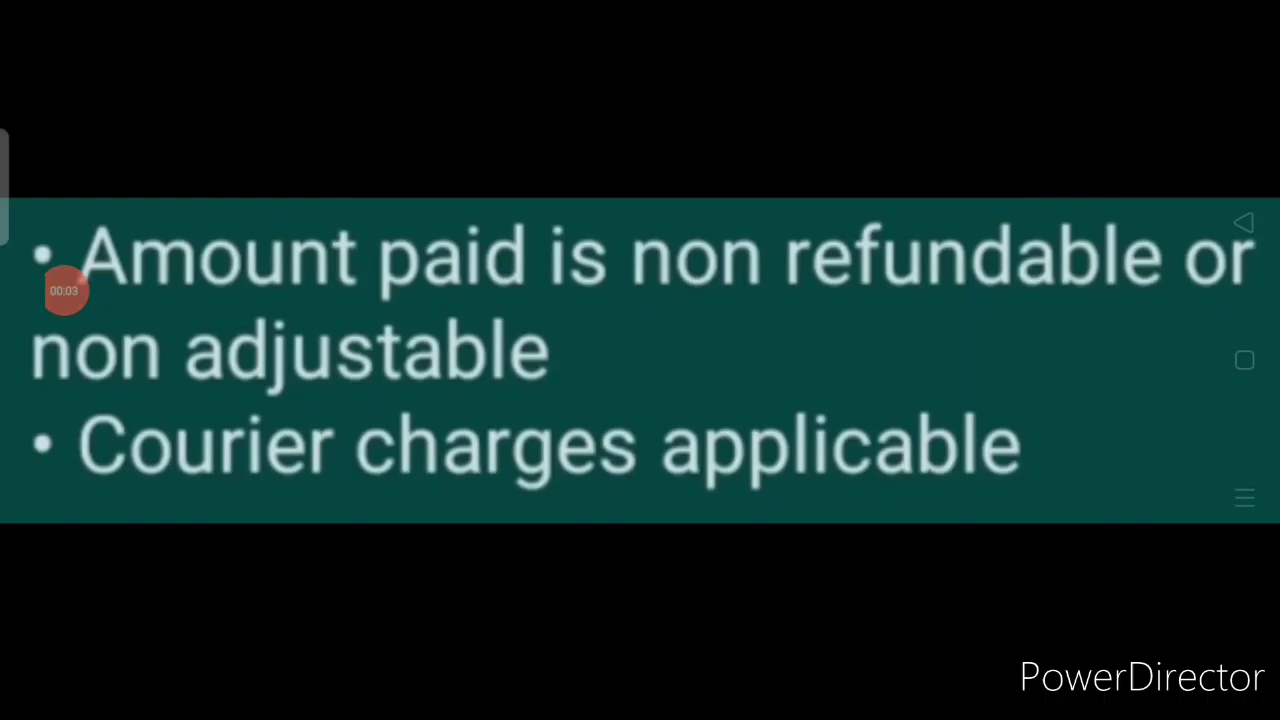 • Amount paid is non refundable or
00:03
non adjustable
• Courier charges applicable
PowerDirector